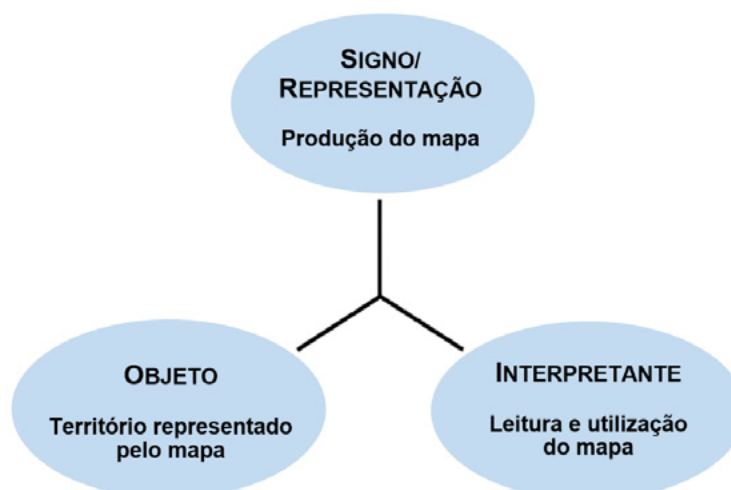 SIGNO/
REPRESENTAÇÃO
Produção do mapa
OBJETO
Território representado
pelo mapa
INTERPRETANTE
Leitura e utilização
do mapa